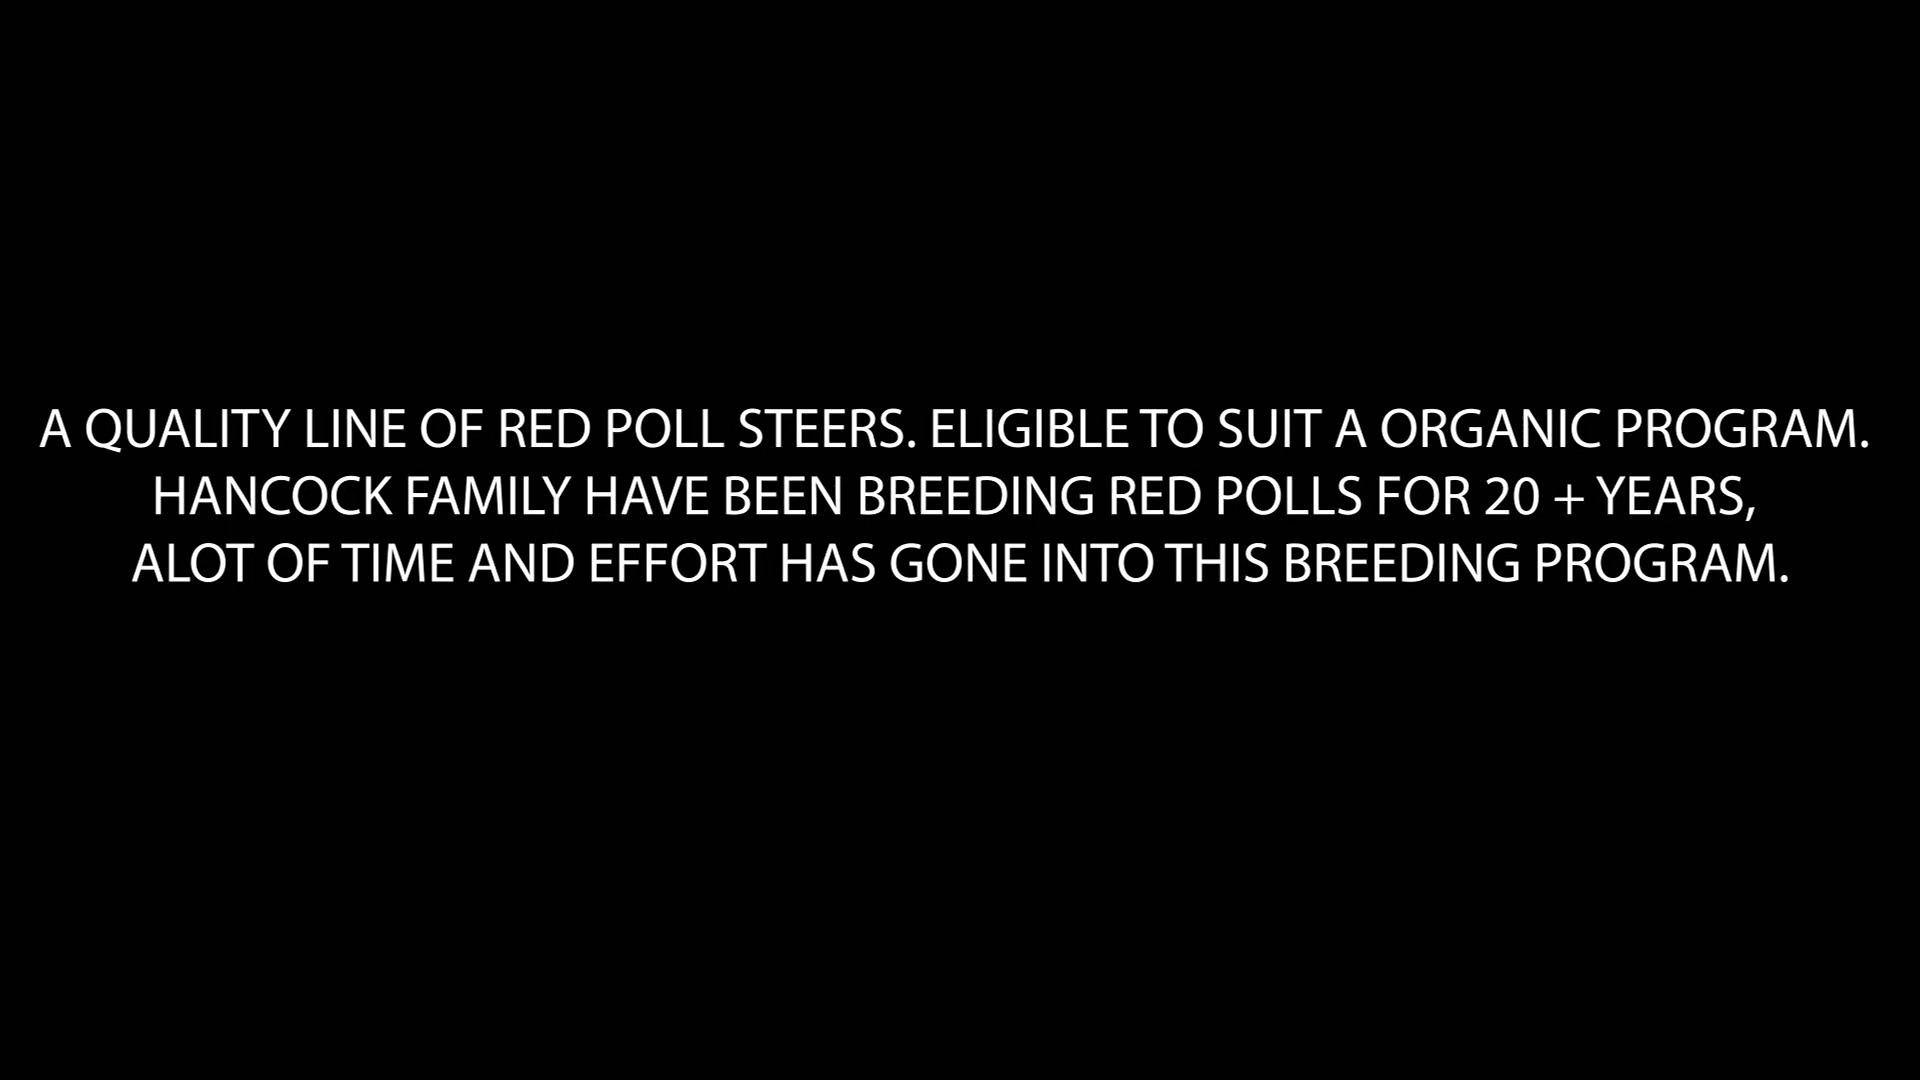 A QUALITY LINE OF RED POLL STEERS. ELIGIBLE TO SUIT A ORGANIC PROGRAM.
HANCOCK FAMILY HAVE BEEN BREEDING RED POLLS FOR 20 + YEARS,
ALOT OF TIME AND EFFORT HAS GONE INTO THIS BREEDING PROGRAM.